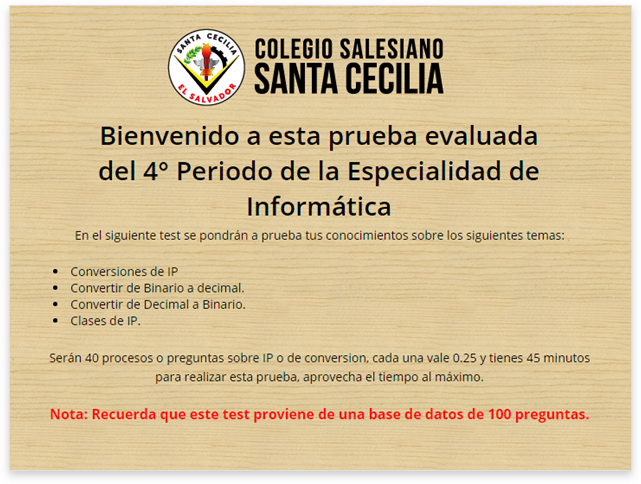 SANTA CECILIA
EL SALVADOR
COLEGIO SALESIANO
SANTA CECILIA
Bienvenido a esta prueba evaluada
del 4° Periodo de la Especialidad de
Informática
En el siguiente test se pondrán a prueba tus conocimientos sobre los siguientes temas:
• Conversiones de IP
• Convertir de Binario a decimal.
• Convertir de Decimal a Binario.
• Clases de IP.
Serán 40 procesos o preguntas sobre IP o de conversion, cada una vale 0.25 y tienes 45 minutos
para realizar esta prueba, aprovecha el tiempo al máximo.
Nota: Recuerda que este test proviene de una base de datos de 100 preguntas.